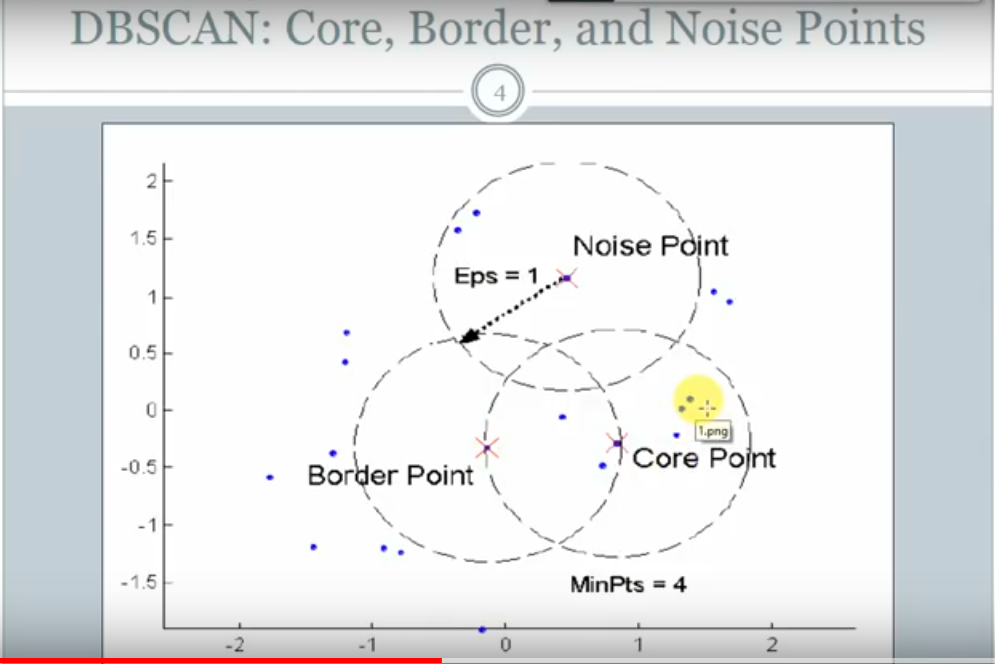 DBSCAN: Core, Border, and Noise Points
4
2
1.5
1
0.5
0
-0.5
-1
-1.5
Noise Point
Eps = 1
1.png
Core Point
Border Point
MinPts = 4
-2 -1 0 1 2